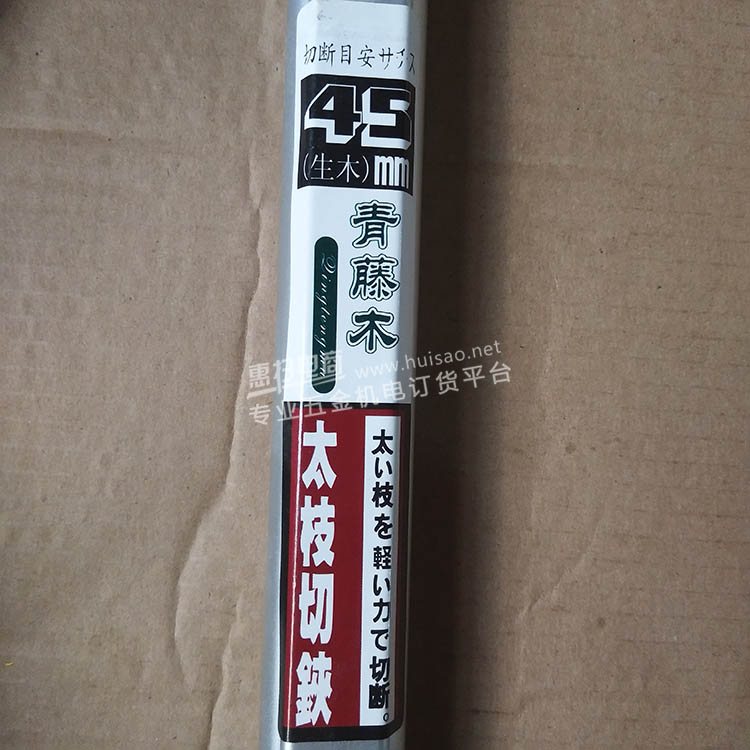 切断目安サイズ
45
(生木)mm
青藤木
Qingtengmu
惠扫电商
www.huisao.net
专业五金机电订货平台
太い枝を軽い力で切断。
太枝切鋏